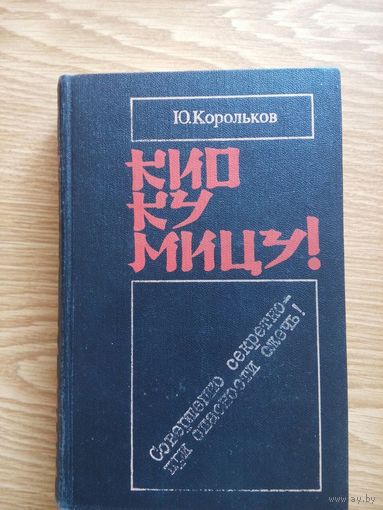 Ю.Корольков
КИО
КУ
МИЦУ!
Совершенно секретно-
при опасности сжечь!
ay.by